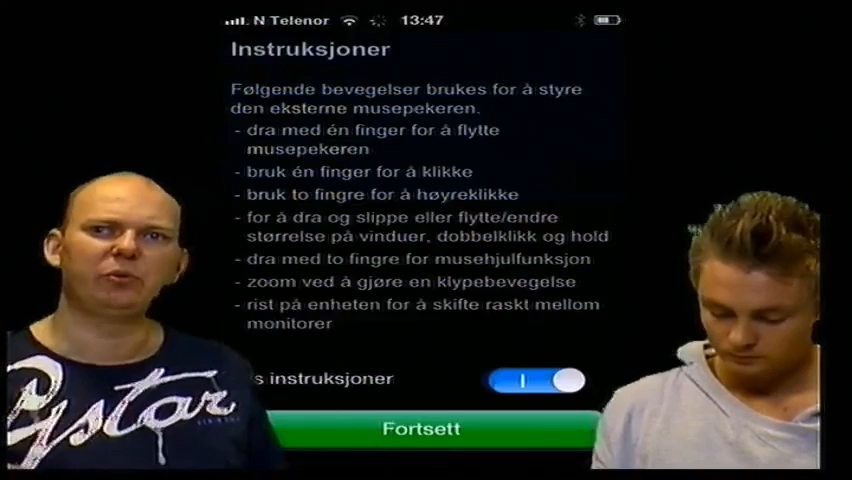 N Telenor 13:47
Instruksjoner
Følgende bevegelser brukes for å styre
den eksterne musepekeren.
- dra med én finger for å flytte
musepekeren
- bruk én finger for å klikke
- bruk to fingre for å høyreklikke
- for å dra og slippe eller flytte/endre
størrelse på vinduer, dobbelklikk og hold
- dra med to fingre for musehjulfunksjon
- zoom ved å gjøre en klypebevegelse
- rist på enheten for å skifte raskt mellom
monitorer
s instruksjoner
Fortsett
star